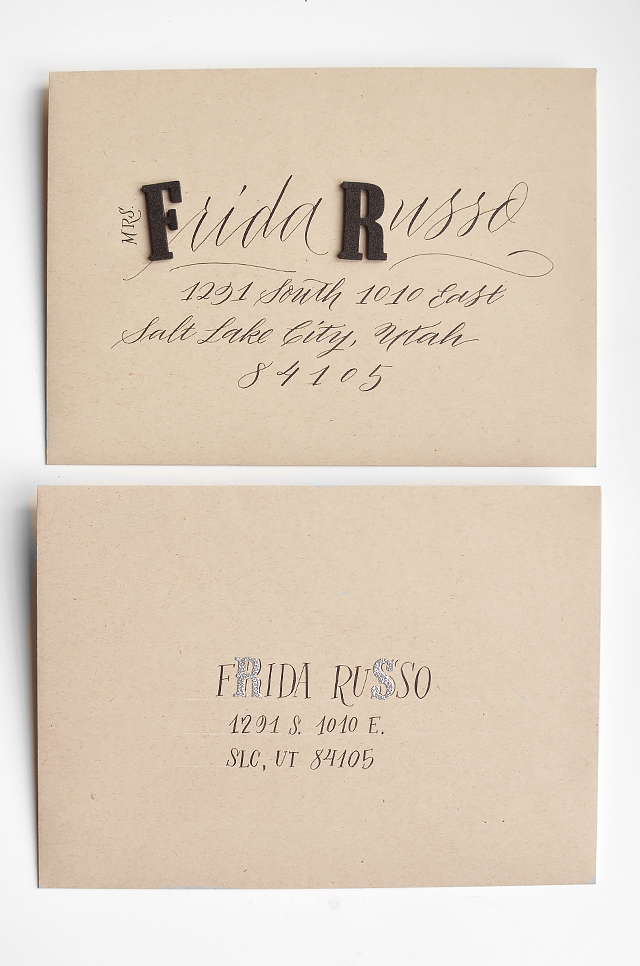 MRS. Frida Russo
1291 South 1010 East
Salt Lake City, Utah
84105
FRIDA RUSSO
1291 S. 1010 E.
SLC, UT 84105